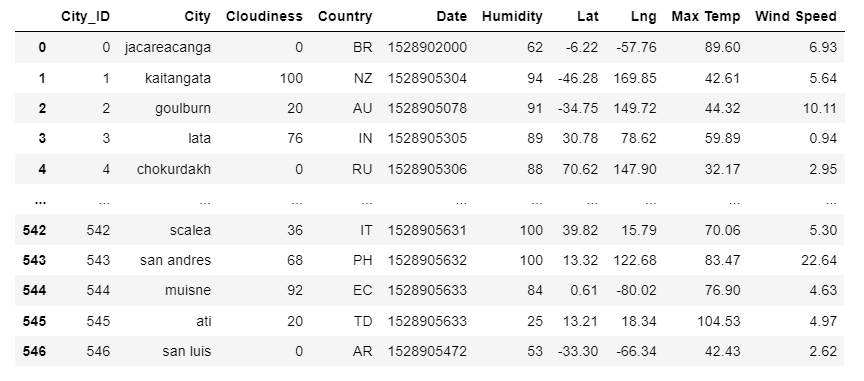 City_ID City Cloudiness Country Date Humidity Lat Lng Max Temp Wind Speed
0 0 jacareacanga 0 BR 1528902000 62 -6.22 -57.76 89.60 6.93
1 1 kaitangata 100 NZ 1528905304 94 -46.28 169.85 42.61 5.64
2 2 goulburn 20 AU 1528905078 91 -34.75 149.72 44.32 10.11
3 3 lata 76 IN 1528905305 89 30.78 78.62 59.89 0.94
4 4 chokurdakh 0 RU 1528905306 88 70.62 147.90 32.17 2.95
... ... ... ... ... ... ... ... ... ... ...
542 542 scalea 36 IT 1528905631 100 39.82 15.79 70.06 5.30
543 543 san andres 68 PH 1528905632 100 13.32 122.68 83.47 22.64
544 544 muisne 92 EC 1528905633 84 0.61 -80.02 76.90 4.63
545 545 ati 20 TD 1528905633 25 13.21 18.34 104.53 4.97
546 546 san luis 0 AR 1528905472 53 -33.30 -66.34 42.43 2.62